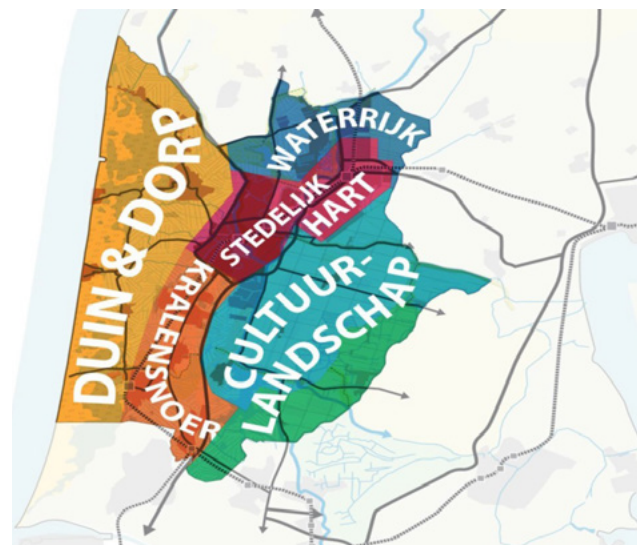 WATERRIJK
DUIN & DORP
STEDELIJK
HART
KRALENSNOER
CULTUUR-
LANDSCHAP